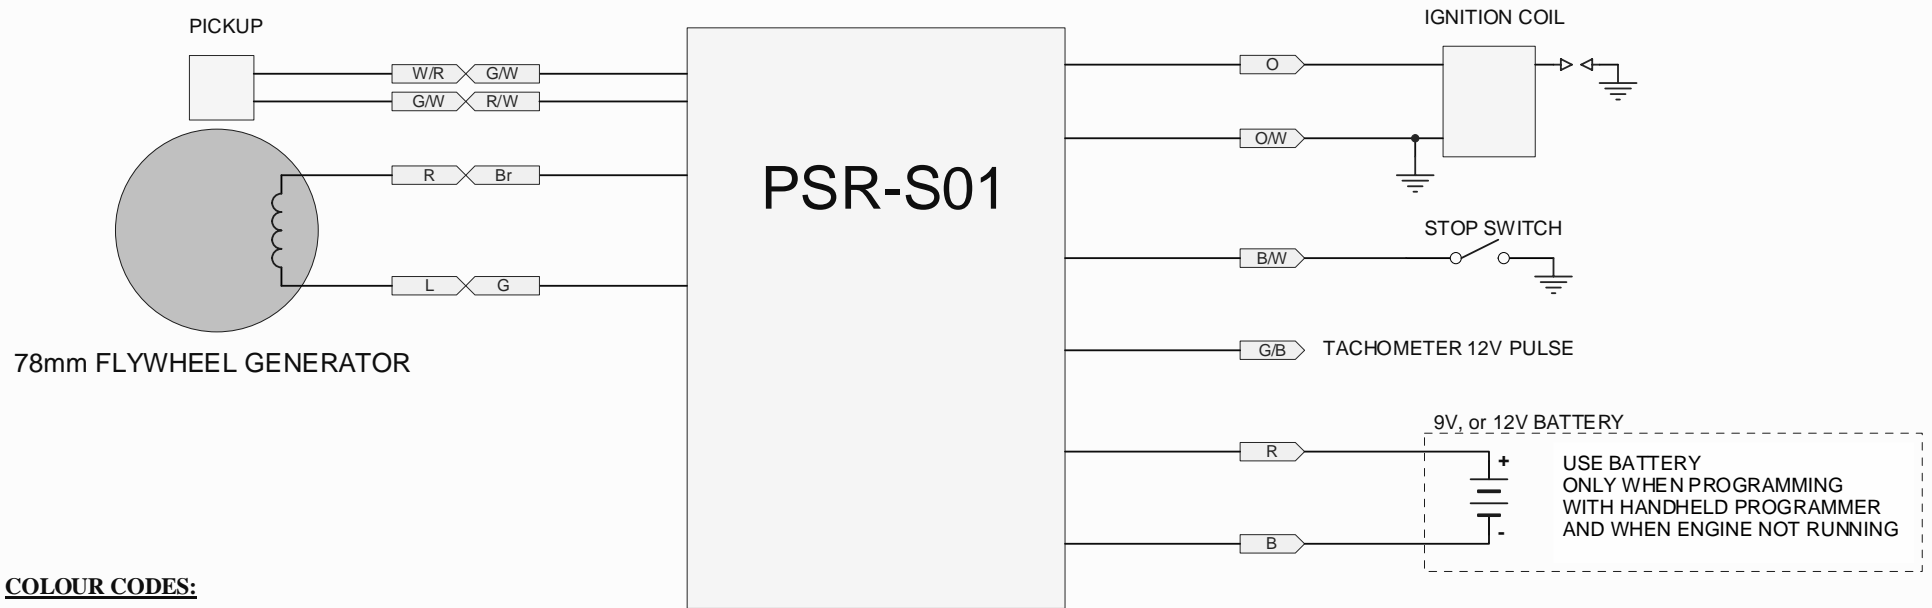 PICKUP
W/R G/W
G/W R/W
R Br
L G
78mm FLYWHEEL GENERATOR
PSR-S01
IGNITION COIL
O
O/W
STOP SWITCH
B/W
G/B TACHOMETER 12V PULSE
9V, or 12V BATTERY
R
+
USE BATTERY
ONLY WHEN PROGRAMMING
WITH HANDHELD PROGRAMMER
AND WHEN ENGINE NOT RUNNING
-
B
COLOUR CODES: